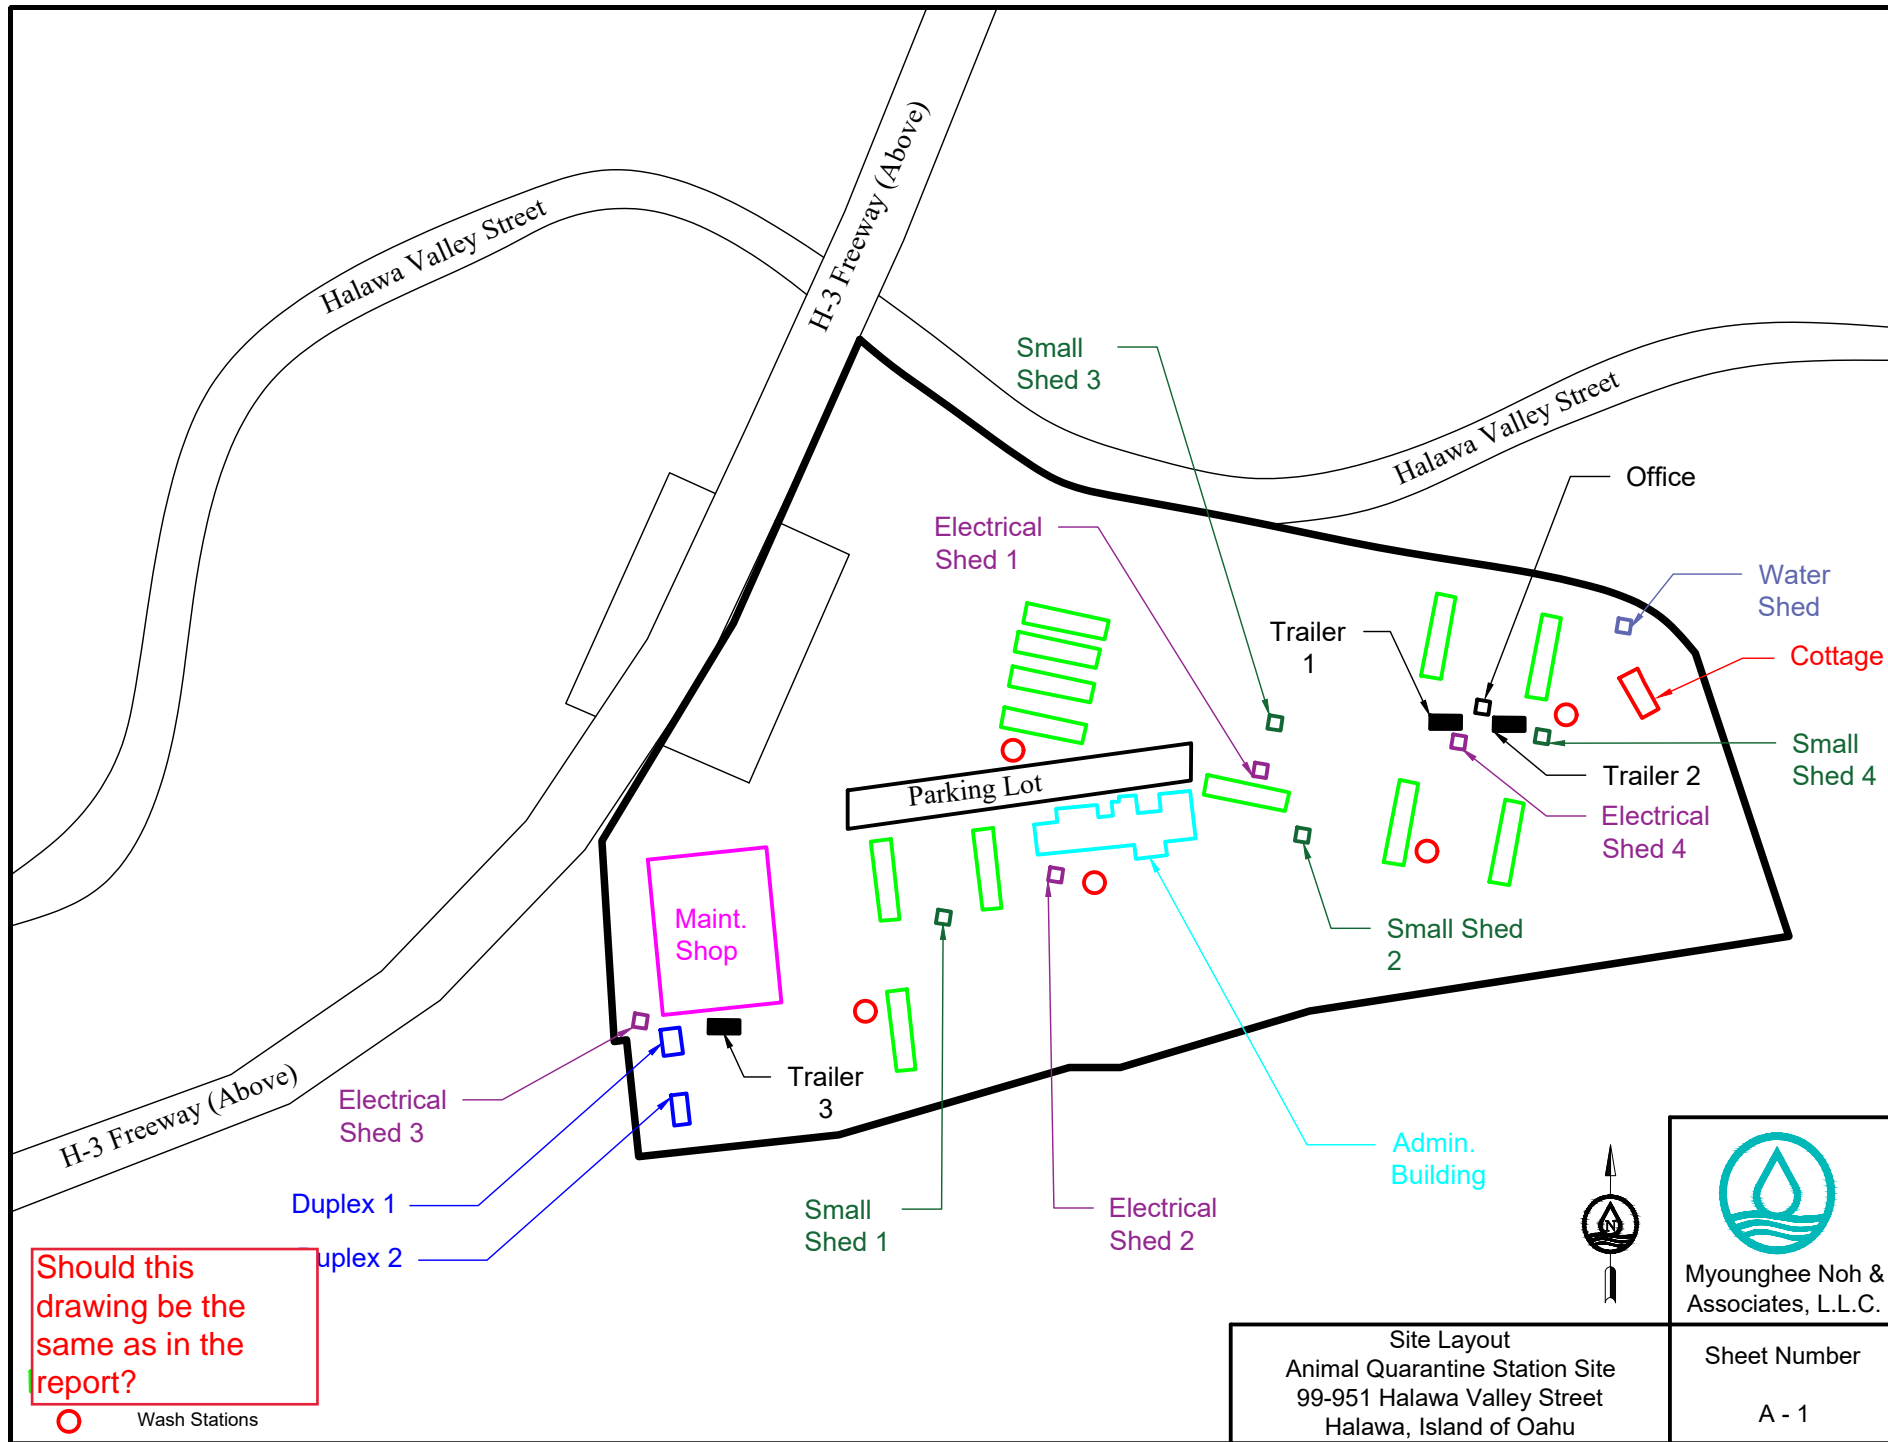 Halawa Valley Street
H-3 Freeway (Above)
Small
Shed 3
Halawa Valley Street
Office
Electrical
Shed 1
Water
Shed
Trailer
1
Cottage
Small
Shed 4
Trailer 2
Parking Lot
Electrical
Shed 4
Maint.
Shop
Small Shed
2
Trailer
3
Electrical
Shed 3
H-3 Freeway (Above)
Admin.
Building
Duplex 1
Small
Shed 1
Electrical
Shed 2
uplex 2
Should this
drawing be the
same as in the
report?
Wash Stations
N
Myounghee Noh &
Associates, L.L.C.
Site Layout
Animal Quarantine Station Site
99-951 Halawa Valley Street
Halawa, Island of Oahu
Sheet Number
A - 1